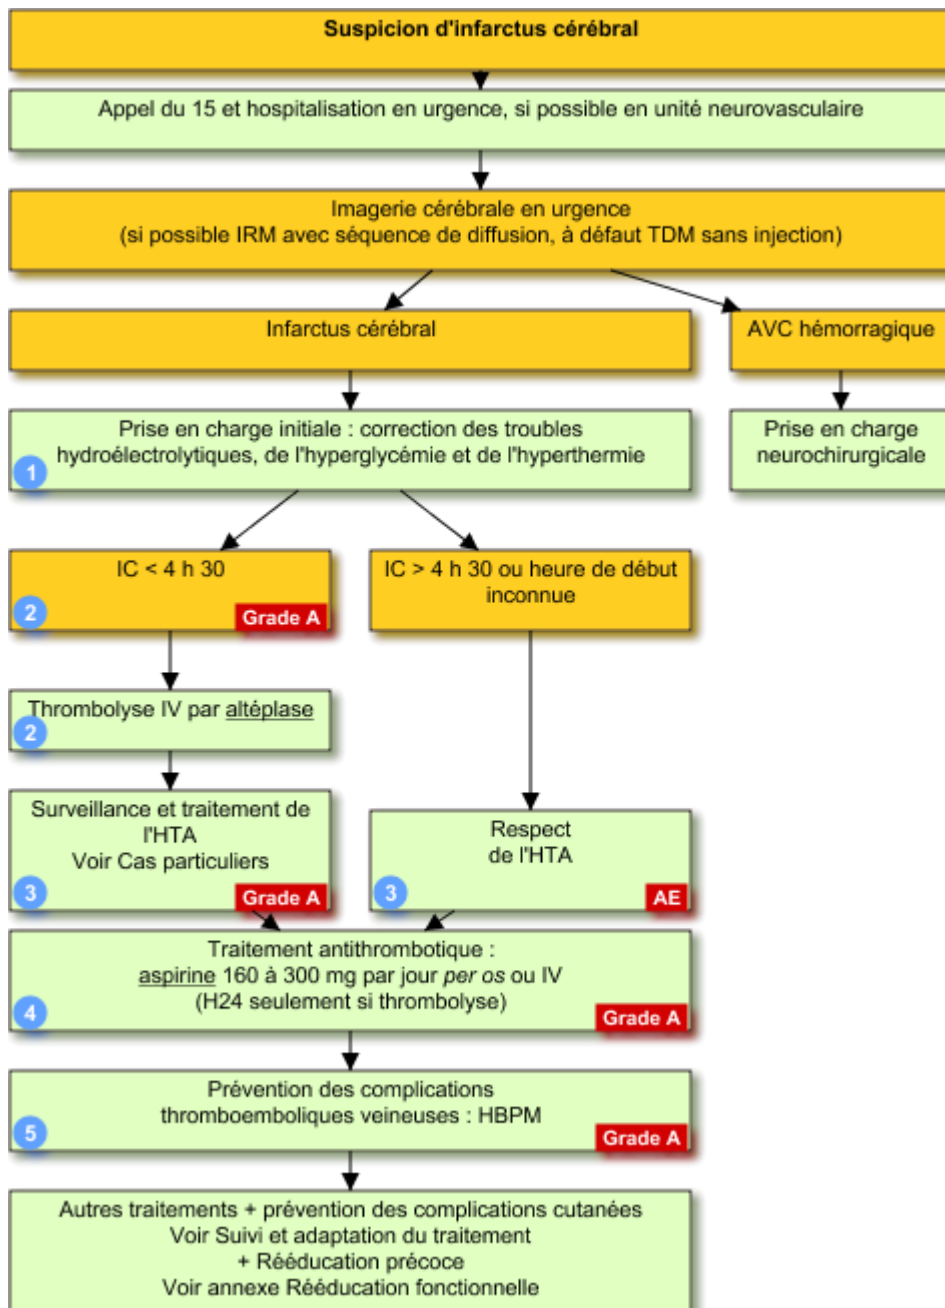 Suspicion d'infarctus cérébral
Appel du 15 et hospitalisation en urgence, si possible en unité neurovasculaire
Imagerie cérébrale en urgence
(si possible IRM avec séquence de diffusion, à défaut TDM sans injection)
Infarctus cérébral
AVC hémorragique
Prise en charge initiale : correction des troubles
hydroélectrolytiques, de l'hyperglycémie et de l'hyperthermie
1
Prise en charge
neurochirurgicale
IC < 4 h 30
2
Grade A
IC > 4 h 30 ou heure de début
inconnue
Thrombolyse IV par altéplase
2
Surveillance et traitement de
l'HTA
Voir Cas particuliers
3
Grade A
Respect
de l'HTA
3
AE
Traitement antithrombotique :
aspirine 160 à 300 mg par jour per os ou IV
(H24 seulement si thrombolyse)
4
Grade A
Prévention des complications
thromboemboliques veineuses : HBPM
5
Grade A
Autres traitements + prévention des complications cutanées
Voir Suivi et adaptation du traitement
+ Rééducation précoce
Voir annexe Rééducation fonctionnelle